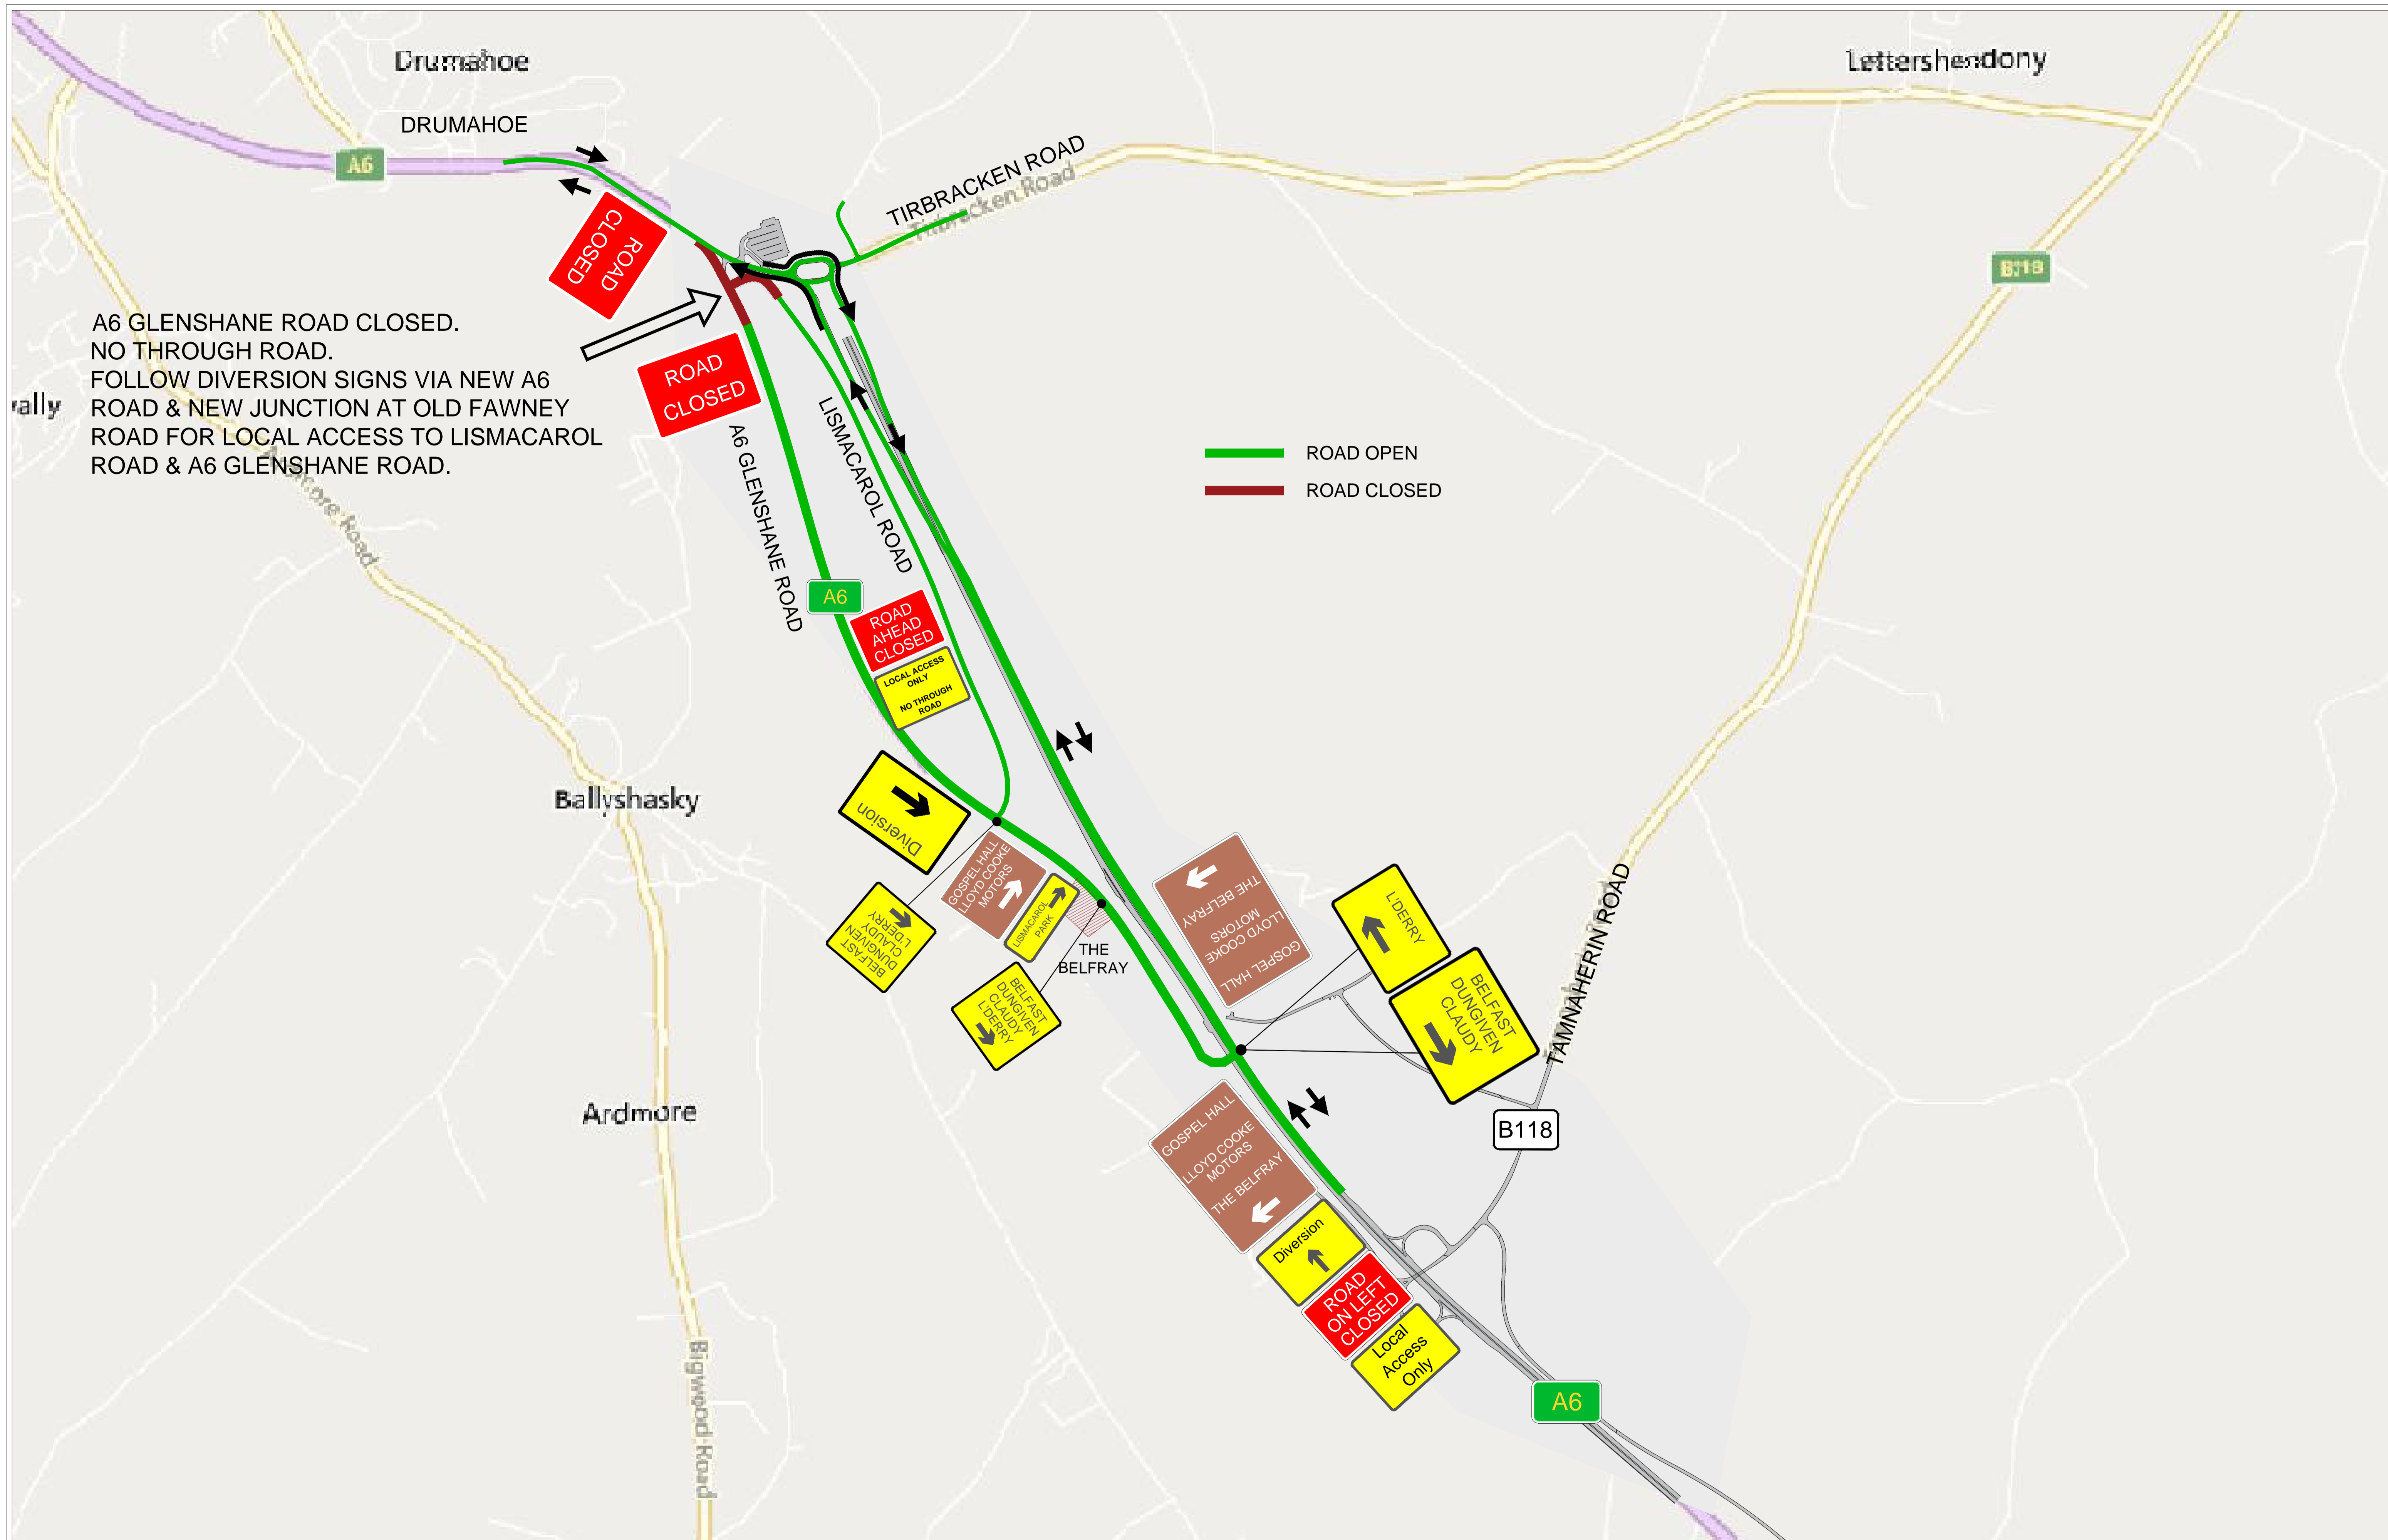 Drumahoe
Lettershendony
DRUMAHOE
A6
TIRBRACKEN ROAD
Tirbracken Road
ROAD
CLOSED
B118
A6 GLENSHANE ROAD CLOSED.
NO THROUGH ROAD.
FOLLOW DIVERSION SIGNS VIA NEW A6
ROAD & NEW JUNCTION AT OLD FAWNEY
ROAD FOR LOCAL ACCESS TO LISMACAROL
ROAD & A6 GLENSHANE ROAD.
ROAD
CLOSED
vally
Ardmore Road
A6 GLENSHANE ROAD
LISMACAROL ROAD
ROAD OPEN
ROAD CLOSED
A6
ROAD
AHEAD
CLOSED
LOCAL ACCESS
ONLY
NO THROUGH
ROAD
Ballyshasky
Diversion
GOSPEL HALL
LLOYD COOKE
MOTORS
LISMACAROL
PARK
BELFAST
DUNGIVEN
CLAUDY
L'DERRY
THE
BELFRAY
BELFAST
DUNGIVEN
CLAUDY
L'DERRY
GOSPEL HALL
LLOYD COOKE
MOTORS
THE BELFRAY
L'DERRY
BELFAST
DUNGIVEN
CLAUDY
TAMNAHERIN ROAD
Ardmore
B118
GOSPEL HALL
LLOYD COOKE
MOTORS
THE BELFRAY
Diversion
ROAD
ON LEFT
CLOSED
Local
Access
Only
Bigwood Road
A6